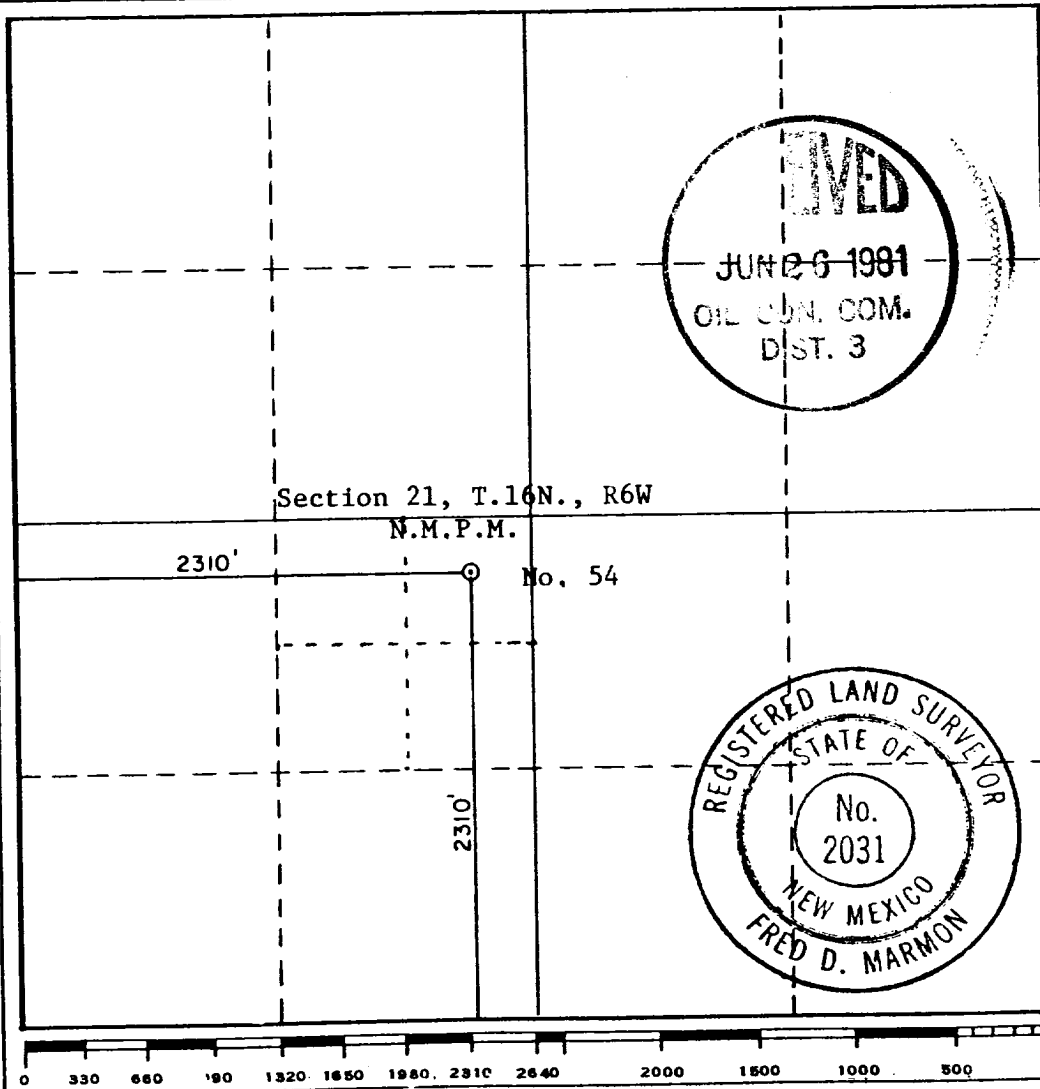 JUN 26 1981
OIL CON. COM.
DIST. 3
Section 21, T.16N., R6W
N.M.P.M.
2310'
No. 54
2310'
REGISTERED LAND SURVEYOR
STATE OF
No.
2031
NEW MEXICO
FRED D. MARMON
0 330 660 '90 1320 1650 1980. 2310 2640 2000 1500 1000 500